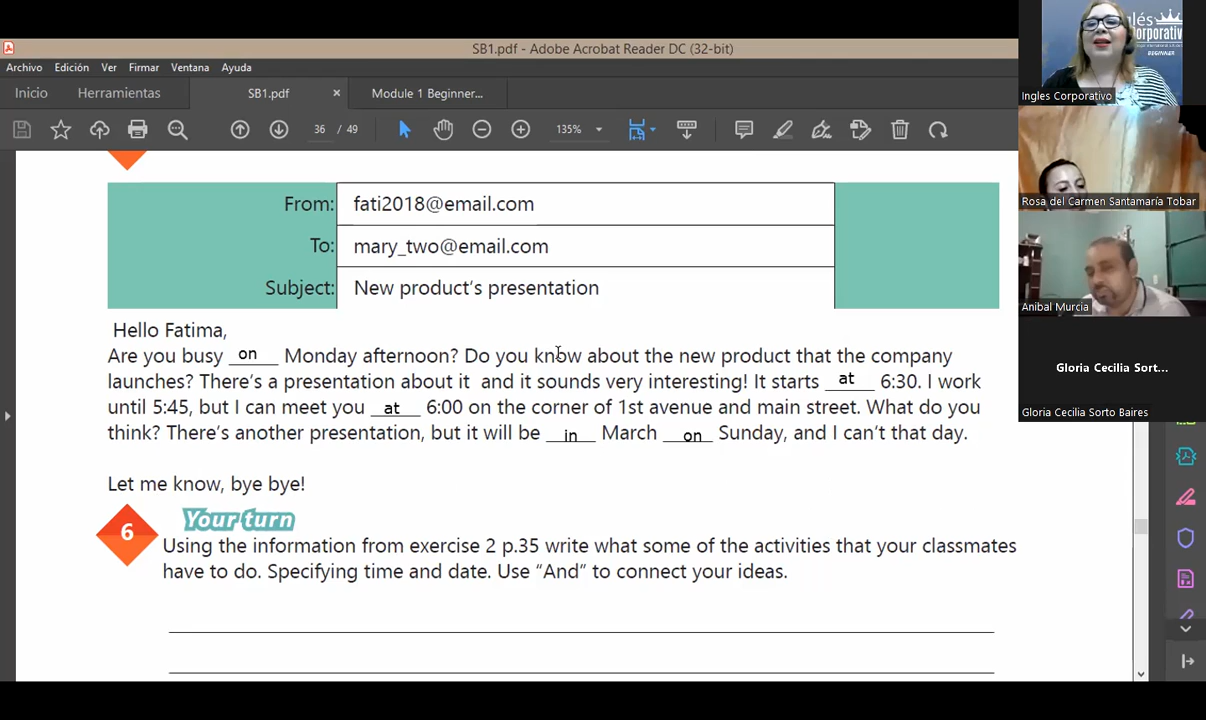 SB1.pdf - Adobe Acrobat Reader DC (32-bit)
Archivo Edición Ver Firmar Ventana Ayuda
Inicio Herramientas SB1.pdf × Module 1 Beginner...
36 / 49 135%
From: fati2018@email.com
To: mary_two@email.com
Subject: New product's presentation
Hello Fatima,
Are you busy on Monday afternoon? Do you know about the new product that the company
launches? There's a presentation about it and it sounds very interesting! It starts at 6:30. I work
until 5:45, but I can meet you at 6:00 on the corner of 1st avenue and main street. What do you
think? There's another presentation, but it will be in March on Sunday, and I can't that day.
Let me know, bye bye!
6 Your turn
Using the information from exercise 2 p.35 write what some of the activities that your classmates
have to do. Specifying time and date. Use "And" to connect your ideas.
BEGINNER
Ingles Corporativo
Rosa del Carmen Santamaría Tobar
Anibal Murcia
Gloria Cecilia Sort...
Gloria Cecilia Sorto Baires